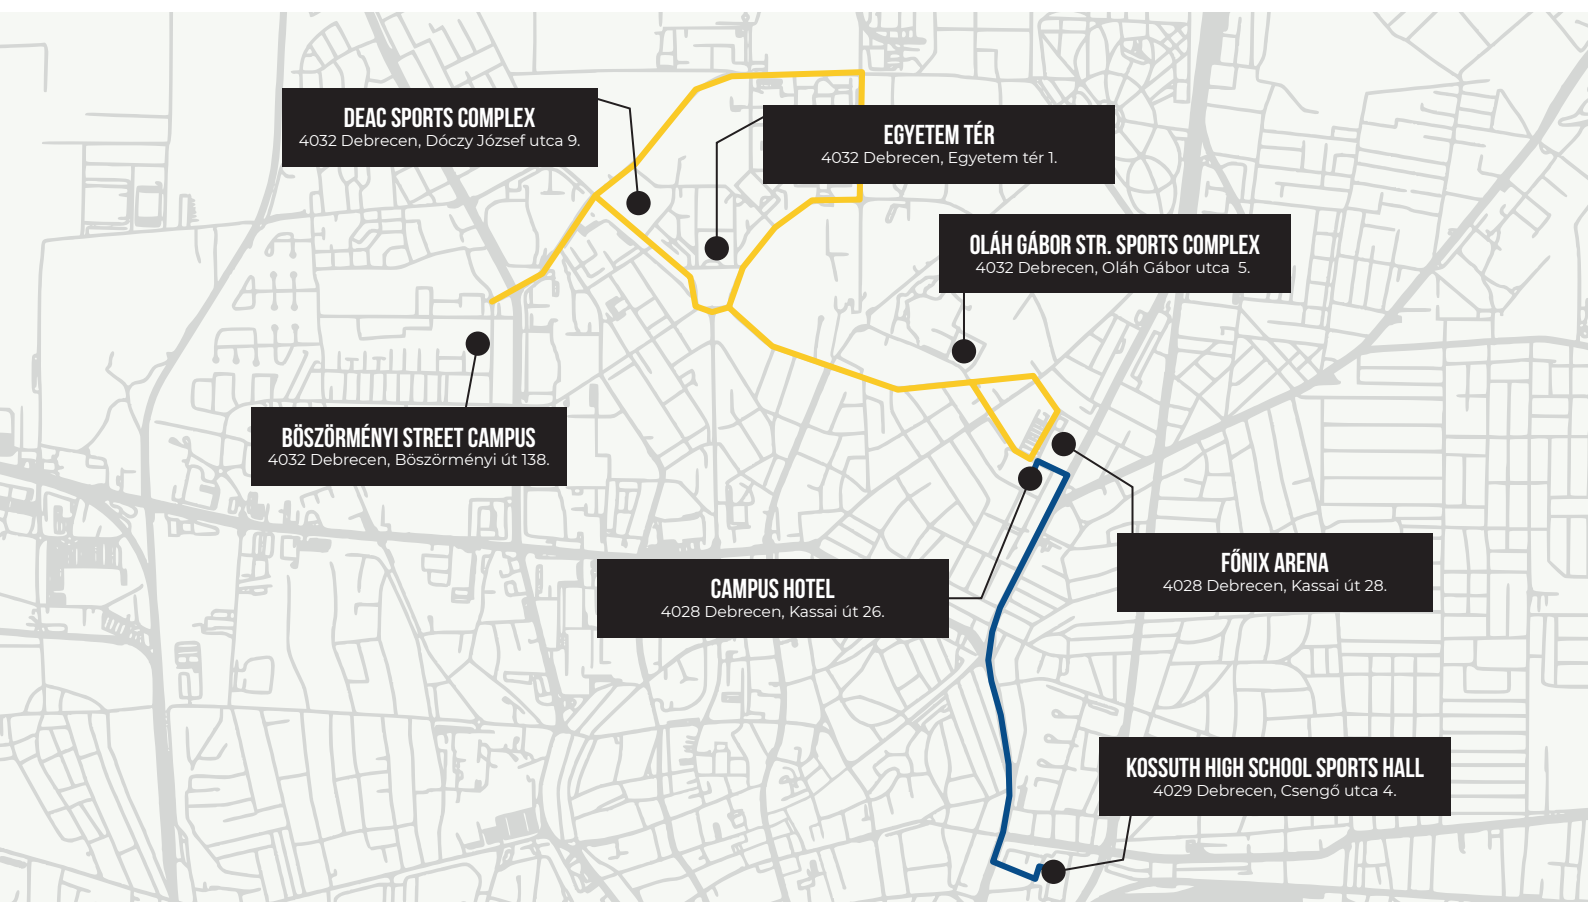 DEAC SPORTS COMPLEX
4032 Debrecen, Dóczy József utca 9.
EGYETEM TÉR
4032 Debrecen, Egyetem tér 1.
OLÁH GÁBOR STR. SPORTS COMPLEX
4032 Debrecen, Oláh Gábor utca  5.
BÖSZÖRMÉNYI STREET CAMPUS
4032 Debrecen, Böszörményi út 138.
CAMPUS HOTEL
4028 Debrecen, Kassai út 26.
FŐNIX ARENA
4028 Debrecen, Kassai út 28.
KOSSUTH HIGH SCHOOL SPORTS HALL
4029 Debrecen, Csengő utca 4.